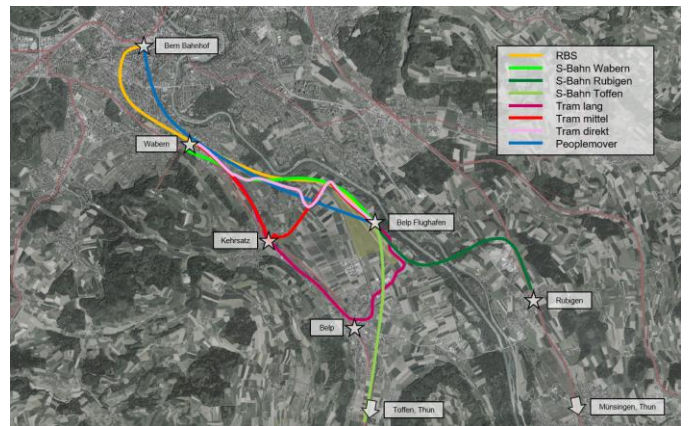 Bern Bahnhof
RBS
S-Bahn Wabern
S-Bahn Rubigen
S-Bahn Toffen
Tram lang
Tram mittel
Tram direkt
Peoplemover
Wabern
Belp Flughafen
Kehrsatz
Rubigen
Belp
Toffen, Thun
Münsingen, Thun